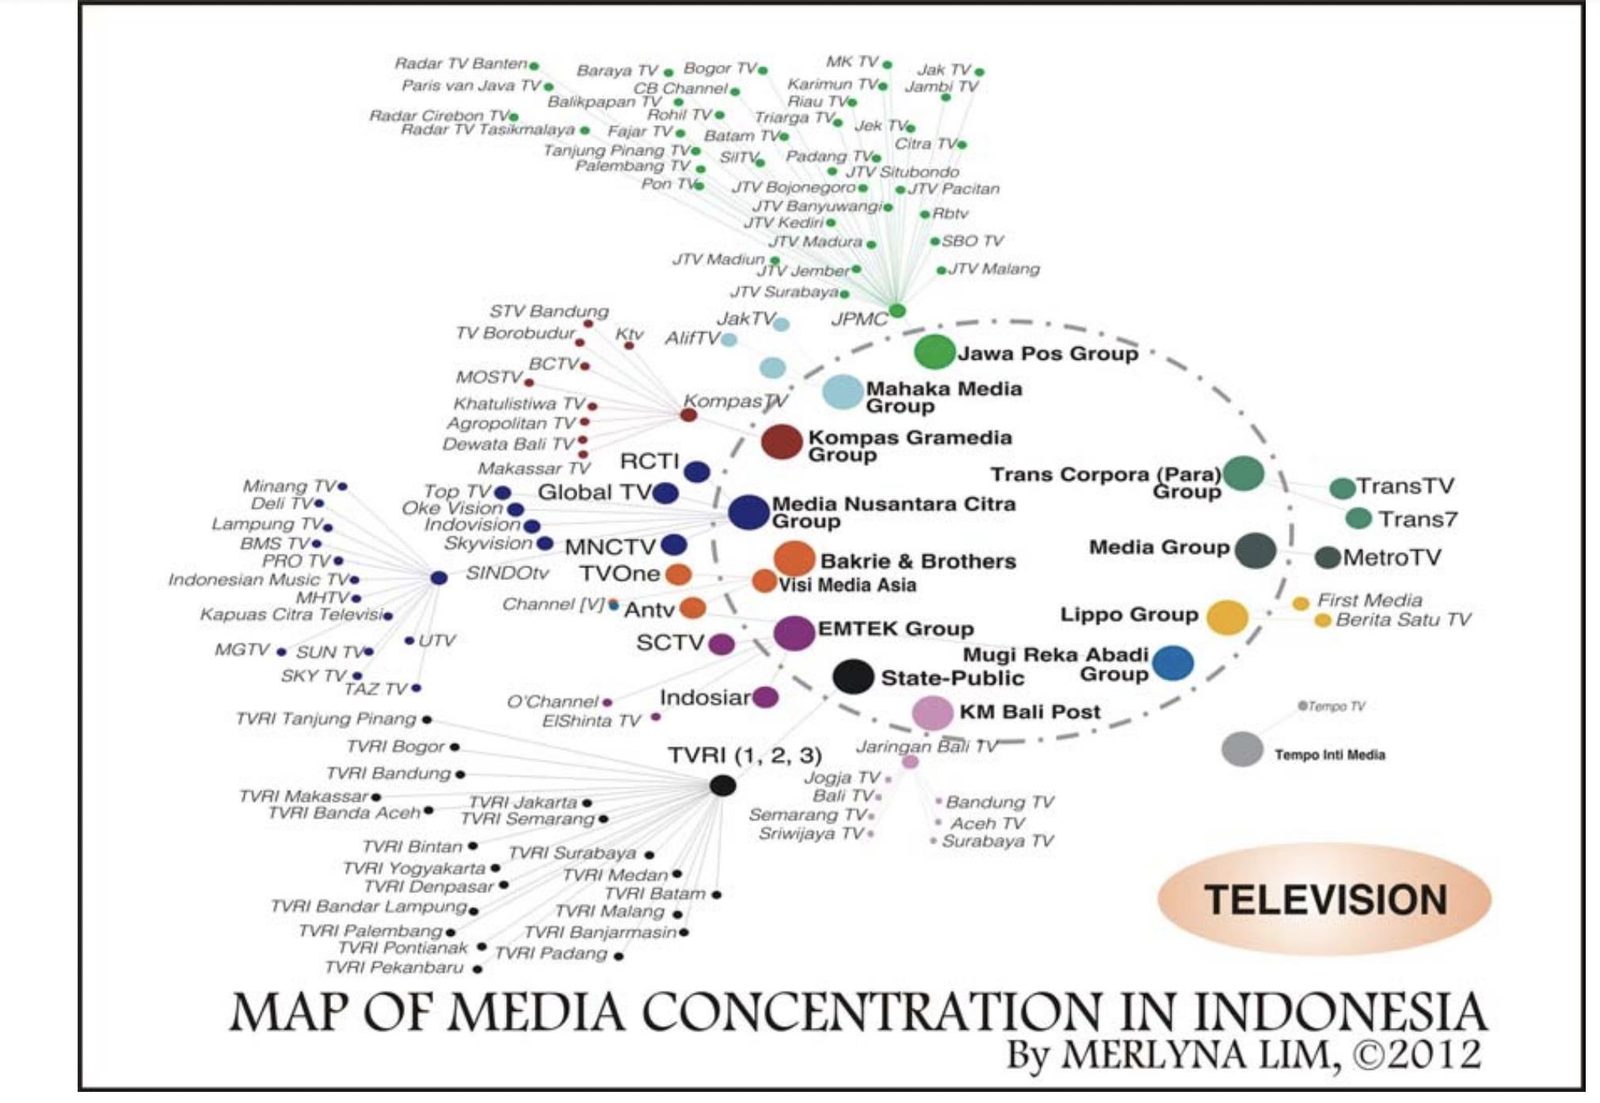 Radar TV Banten
Baraya TV
Bogor TV
MK TV
Jak TV
Paris van Java TV
CB Channel
Karimun TV
Jambi TV
Balikpapan TV
Riau TV
Radar Cirebon TV
Rohil TV
Triarga TV
Jek TV
Radar TV Tasikmalaya
Fajar TV
Batam TV
Citra TV
Tanjung Pinang TV
SilTV
Padang TV
Palembang TV
JTV Situbondo
Pon TV
JTV Bojonegoro
JTV Pacitan
JTV Banyuwangi
Rbtv
JTV Kediri
JTV Madura
SBO TV
JTV Madiun
JTV Jember
JTV Malang
JTV Surabaya
STV Bandung
JakTV
JPMC
TV Borobudur
Ktv
AlifTV
Jawa Pos Group
BCTV
MOSTV
Mahaka Media
Group
KompasTV
Khatulistiwa TV
Agropolitan TV
Dewata Bali TV
Kompas Gramedia
Group
Makassar TV
RCTI
Trans Corpora (Para)
Group
TransTV
Trans7
Minang TV
Top TV
Global TV
Deli TV
Oke Vision
Media Nusantara Citra
Group
Lampung TV
Indovision
BMS TV
Skyvision
MNCTV
Media Group
MetroTV
PRO TV
SINDOtv
TVOne
Bakrie & Brothers
Indonesian Music TV
Visi Media Asia
MHTV
Channel [V]
Antv
Kapuas Citra Televisi
Lippo Group
First Media
Berita Satu TV
EMTEK Group
UTV
SCTV
MGTV
SUN TV
Mugi Reka Abadi
Group
SKY TV
State-Public
TAZ TV
O'Channel
Indosiar
KM Bali Post
Tempo TV
TVRI Tanjung Pinang
ElShinta TV
TVRI Bogor
TVRI (1, 2, 3)
Jaringan Bali TV
Tempo Inti Media
TVRI Bandung
Jogja TV
TVRI Makassar
TVRI Jakarta
Bali TV
Bandung TV
TVRI Banda Aceh
TVRI Semarang
Semarang TV
Aceh TV
Sriwijaya TV
Surabaya TV
TVRI Bintan
TVRI Surabaya
TVRI Yogyakarta
TVRI Medan
TVRI Denpasar
TVRI Batam
TVRI Bandar Lampung
TVRI Malang
TELEVISION
TVRI Palembang
TVRI Banjarmasin
TVRI Pontianak
TVRI Padang
TVRI Pekanbaru
MAP OF MEDIA CONCENTRATION IN INDONESIA
By MERLYNA LIM, ©2012